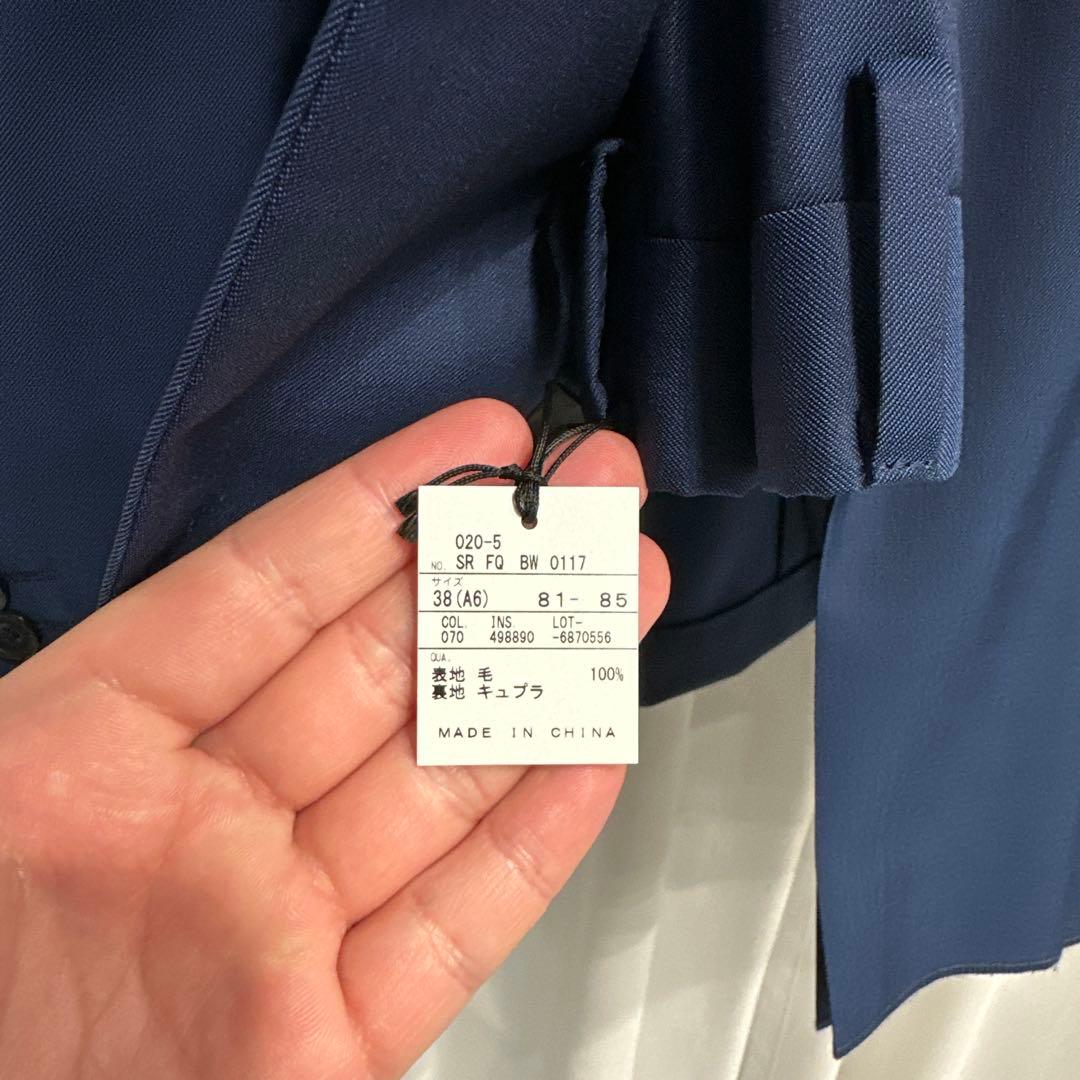 020-5
NO. SR FQ BW 0117
サイズ
38(A6) 81- 85
COL. INS. LOT-
070 498890 -6870556
QUA.
表地 毛 100%
裏地 キュプラ
MADE IN CHINA